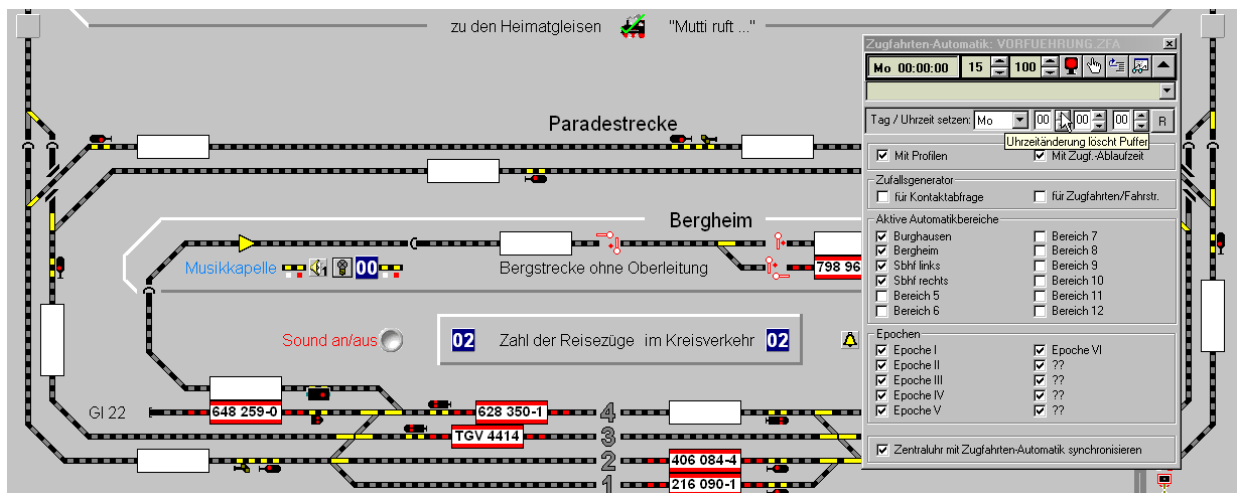 zu den Heimatgleisen "Mutti ruft ..."
Zugfahrten-Automatik: VORFUEHRUNG.ZFA
Mo 00:00:00 15 100
Tag / Uhrzeit setzen: Mo 00 00 00 R
Uhrzeitänderung löscht Puffer
Paradestrecke
Mit Profilen Mit Zugf.-Ablaufzeit
Zufallsgenerator
für Kontaktabfrage für Zugfahrten/Fahrstr.
Bergheim
Aktive Automatikbereiche
Burghausen Bereich 7
Bergheim Bereich 8
Sbhf links Bereich 9
Sbhf rechts Bereich 10
Bereich 5 Bereich 11
Bereich 6 Bereich 12
Musikkapelle 1 00 Bergstrecke ohne Oberleitung 798 96
Sound an/aus 02 Zahl der Reisezüge im Kreisverkehr 02
Epochen
Epoche I Epoche VI
Epoche II ??
Epoche III ??
Epoche IV ??
Epoche V ??
Gl 22 648 259-0 628 350-1 4
TGV 4414 3
2 406 084-4
1 216 090-1
Zentraluhr mit Zugfahrten-Automatik synchronisieren